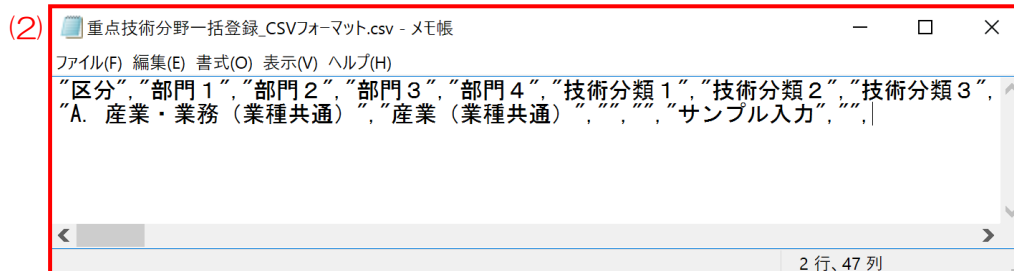 (2)
重点技術分野一括登録_CSVフォーマット.csv - メモ帳
ファイル(F) 編集(E) 書式(O) 表示(V) ヘルプ(H)
"区分","部門１","部門２","部門３","部門４","技術分類１","技術分類２","技術分類３",
"A. 産業・業務（業種共通）","産業（業種共通）","","","サンプル入力","",
2 行、47 列